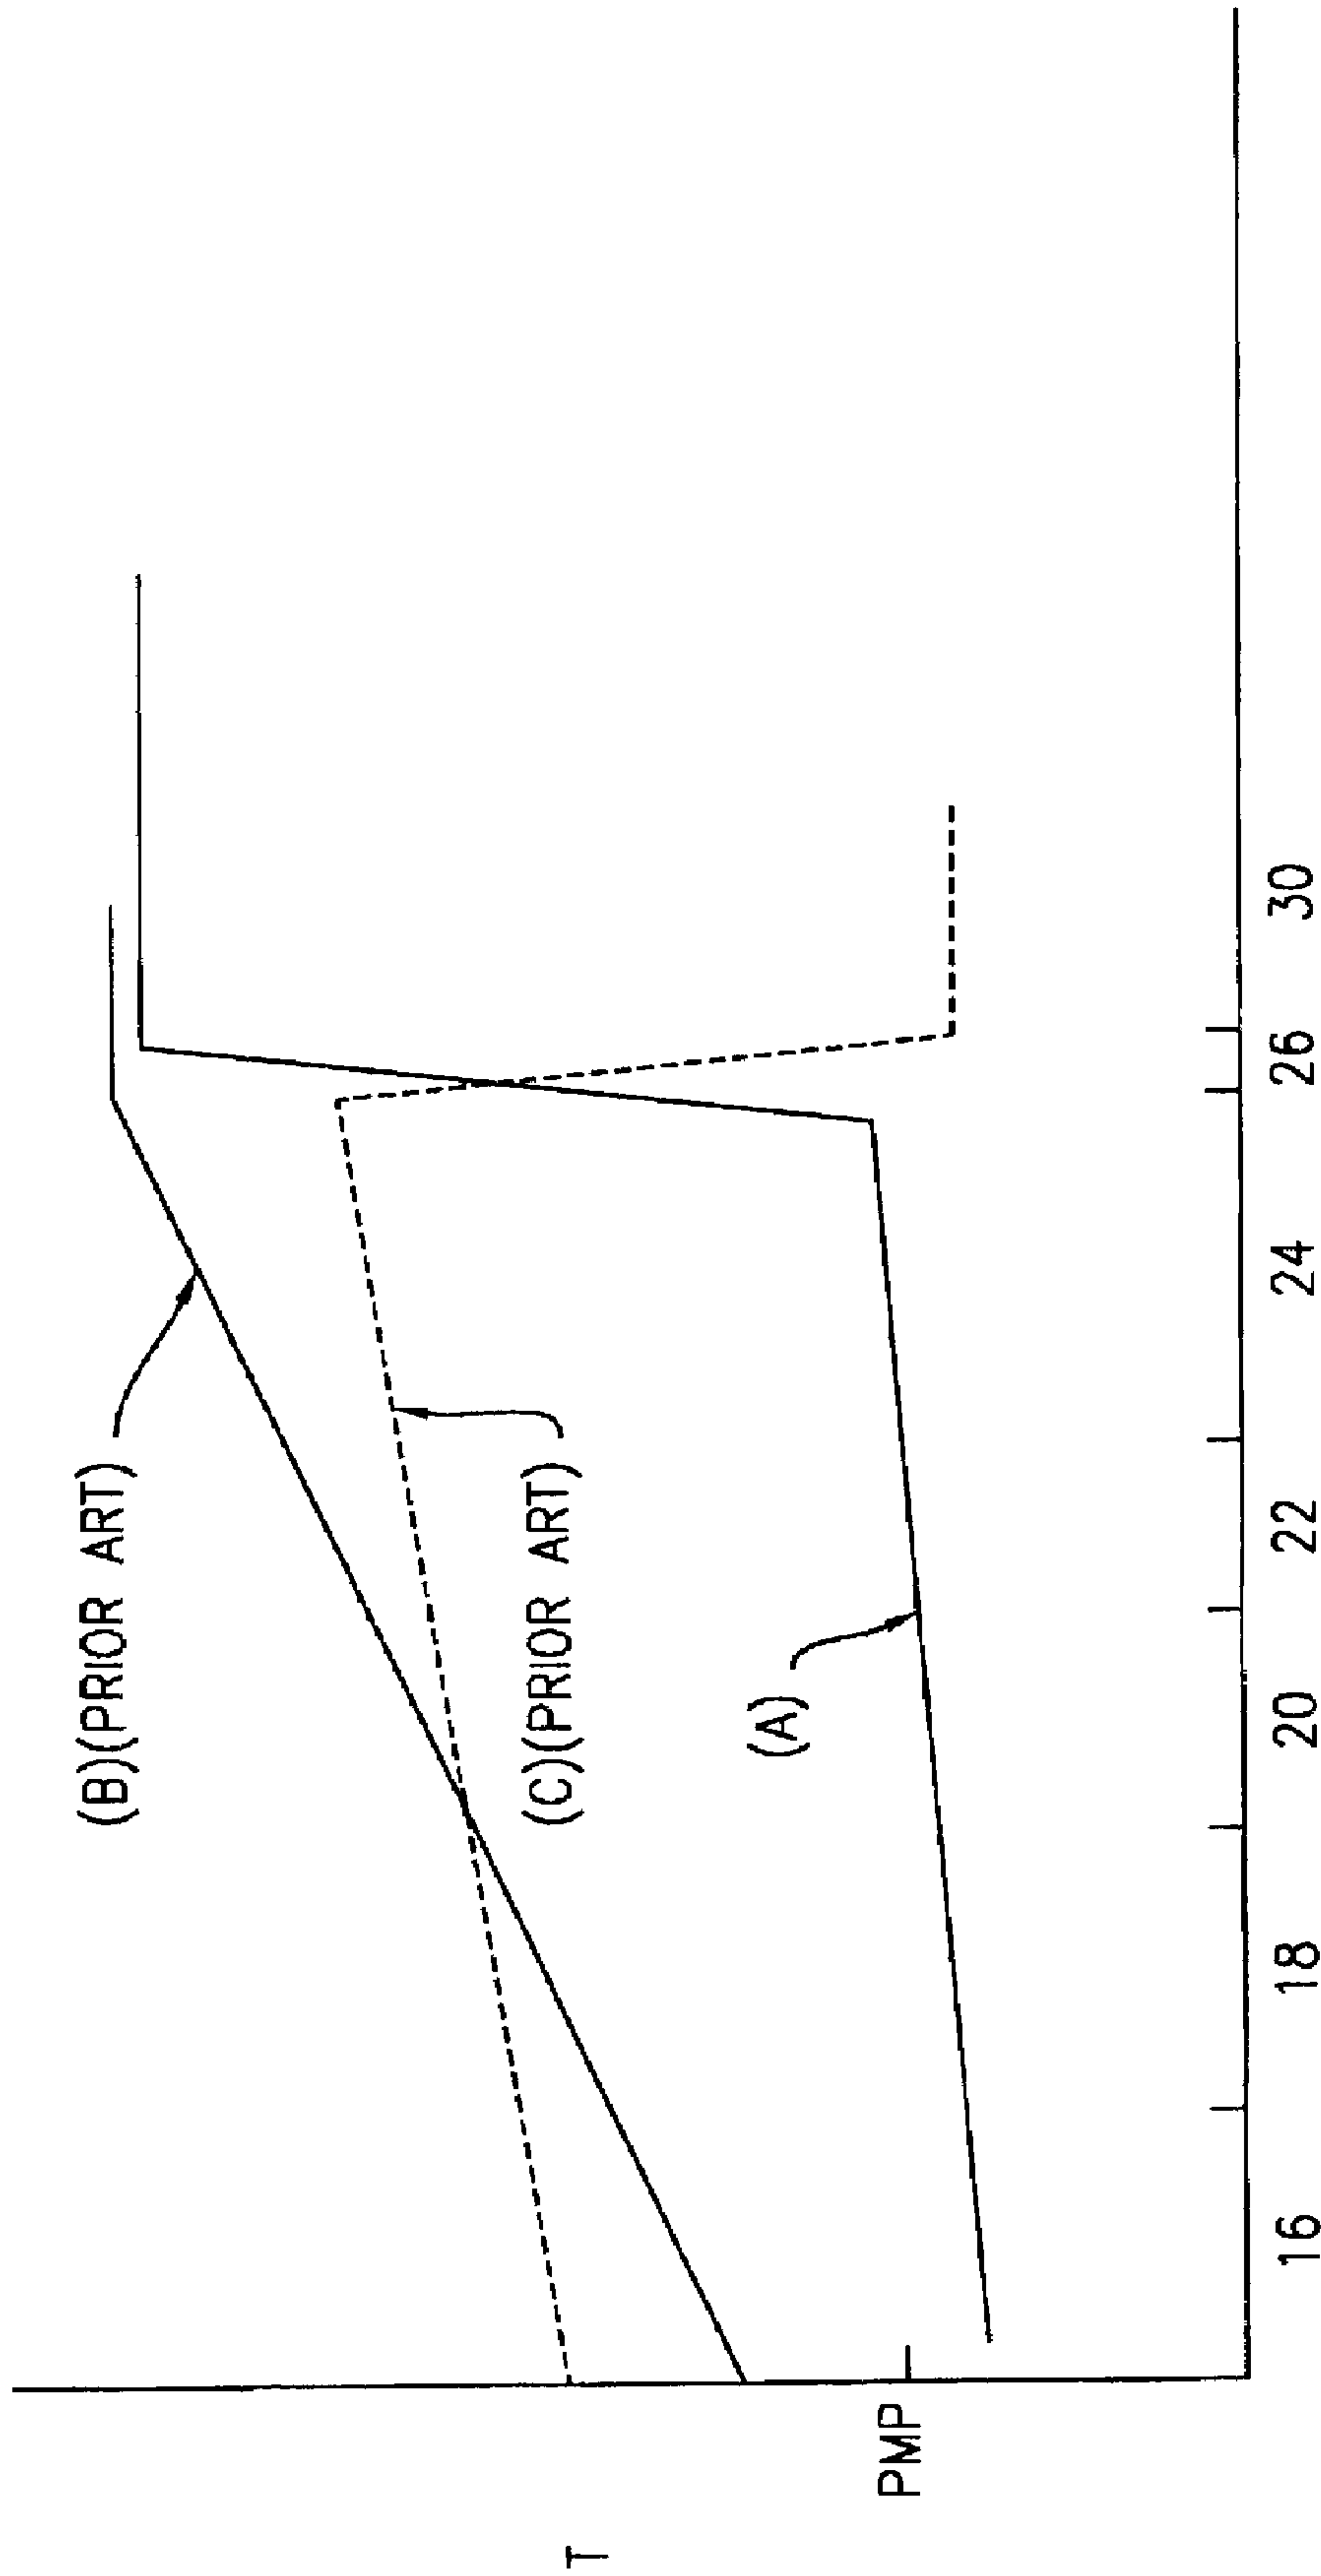 (B)(PRIOR ART)
(C)(PRIOR ART)
(A)
T
PMP
16 18 20 22 24 26 30